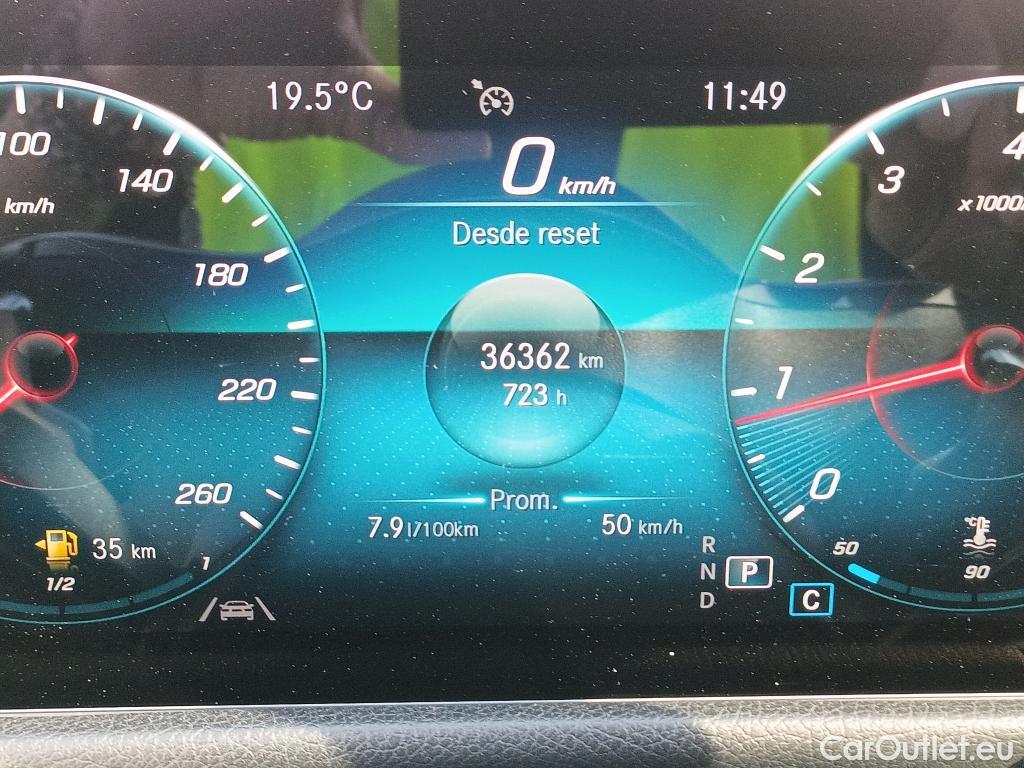 19.5°C
11:49
0 km/h
Desde reset
36362 km
723 h
Prom.
7.9 l/100km
50 km/h
100
140
km/h
180
220
260
35 km
1/2
1
4
3
x1000
2
1
0
R
N
P
D
C
50
°C
90
CarOutlet.eu